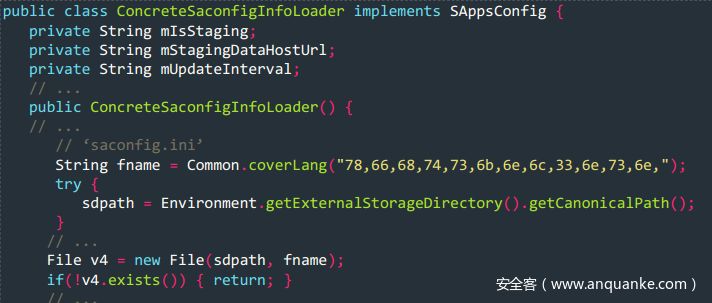 public class ConcreteSaconfigInfoLoader implements SAppsConfig {
private String mIsStaging;
private String mStagingDataHostUrl;
private String mUpdateInterval;
// ...
public ConcreteSaconfigInfoLoader() {
// ...
// ‘saconfig.ini’
String fname = Common.coverLang("78,66,68,74,73,6b,6e,6c,33,6e,73,6e,");
try {
sdpath = Environment.getExternalStorageDirectory().getCanonicalPath();
}
// ...
File v4 = new File(sdpath, fname);
if(!v4.exists()) { return; }
// ...
安全客（www.anquanke.com）